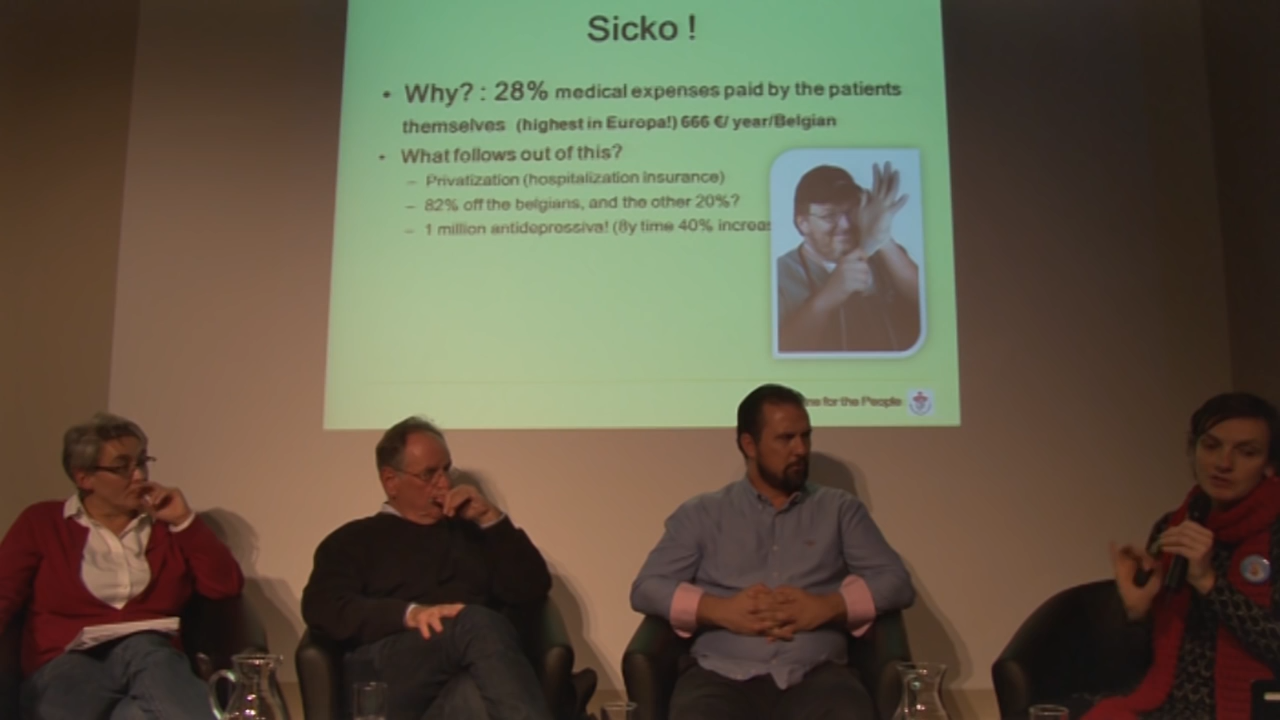 Sicko !
• Why? : 28% medical expenses paid by the patients
themselves (highest in Europa!) 666 €/ year/Belgian
• What follows out of this?
– Privatization (hospitalization insurance)
– 82% off the belgians, and the other 20%?
– 1 million antidepressiva! (8y time 40% increas
ine for the People